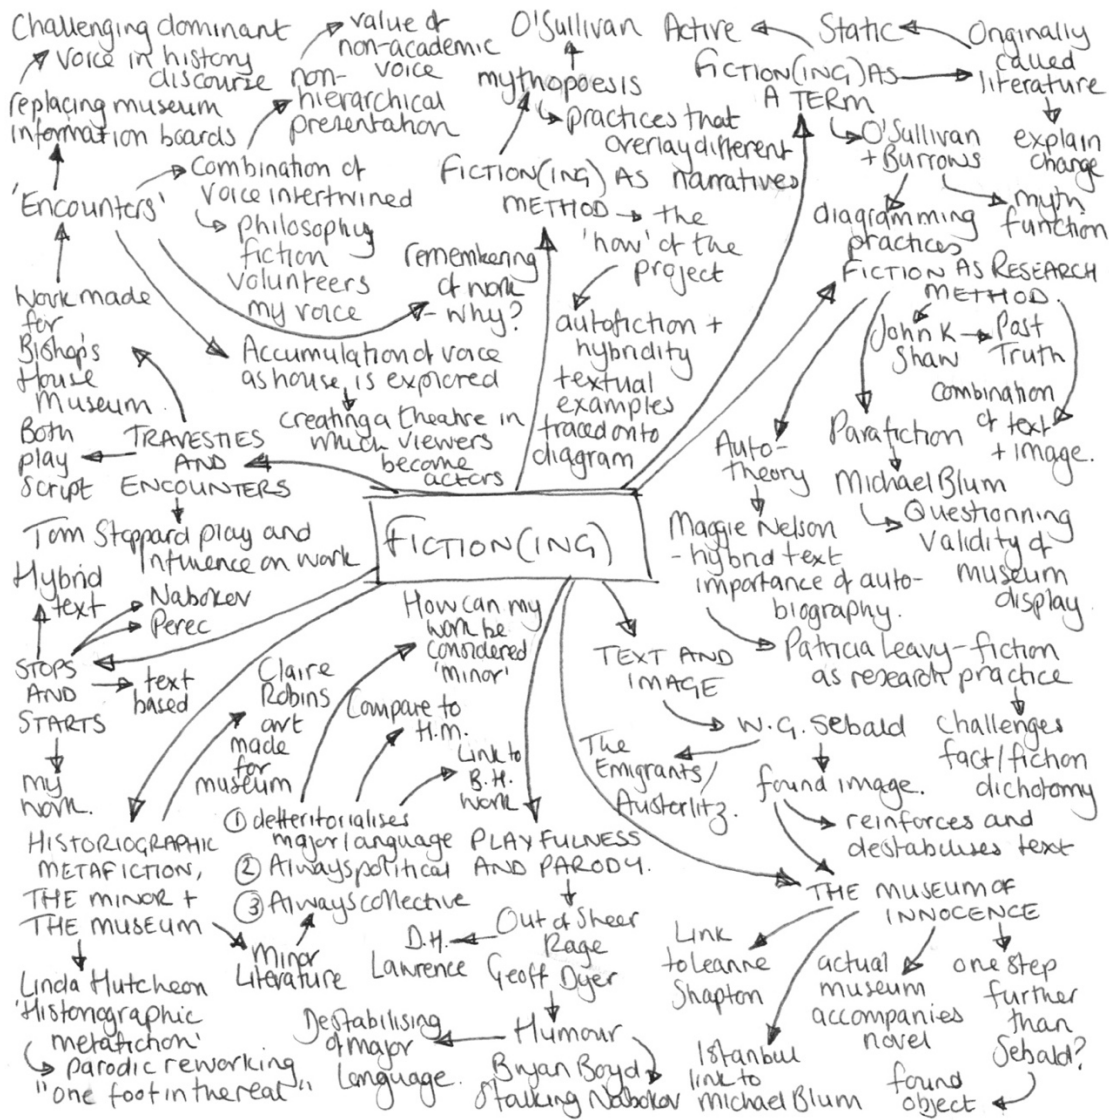 Challenging dominant
voice in history
discourse
replacing museum
information boards
'Encounters'
work made
for
Bishop's
House
Museum
value of
non-academic
voice
non-
hierarchical
presentation
Combination of
voice intertwined
philosophy
fiction
volunteers
my voice
remembering
of work
- why?
Accumulation of voice
as house is explored
creating a theatre in
which viewers
become
actors
TRAVESTIES
AND
ENCOUNTERS
Both
play
script
Tom Stoppard play and
influence on work
O'Sullivan
mythopoesis
practices that
overlay different
narratives
FICTION(ING) AS
METHOD
the
'how' of the
project
autofiction +
hybridity
textual
examples
traced onto
diagram
Active
Static
Originally
called
literature
explain
change
FICTION(ING) AS
A TERM
O'Sullivan
+ Burrows
diagramming
practices
myth
function
FICTION AS RESEARCH
METHOD.
John K
Shaw
Post
Truth
combination
of text
+ image.
Parafiction
Michael Blum
Questionning
validity of
museum
display
Auto-
theory
Maggie Nelson
- hybrid text
importance of auto-
biography.
Patricia Leavy - fiction
as research practice
challenges
fact/fiction
dichotomy
FICTION(ING)
Hybrid
text
Nabokov
Perec
STOPS
AND
STARTS
text
based
my
work.
Claire
Robins
art
made
for
museum
How can my
work be
considered
'minor'
Compare to
H.M.
Link to
B.H.
work
HISTORIOGRAPHIC
METAFICTION,
THE MINOR +
THE MUSEUM
① detteritorialises
major language
② Always political
③ Always collective
Minor
Literature
Linda Hutcheon
'Historiographic
metafiction'
parodic reworking
"one foot in the real"
PLAYFULNESS
AND PARODY.
Out of Sheer
Rage
Geoff Dyer
D.H.
Lawrence
Humour
Destabilising
of major
language.
Bryan Boyd
Stalking Nabokov
TEXT AND
IMAGE
W.G. Sebald
The
Emigrants/
Austerlitz.
found image.
reinforces and
destabilises text
THE MUSEUM OF
INNOCENCE
Link
to Leanne
Shapton
Istanbul
link to
Michael Blum
actual
museum
accompanies
novel
one step
further
than
Sebald?
found
object